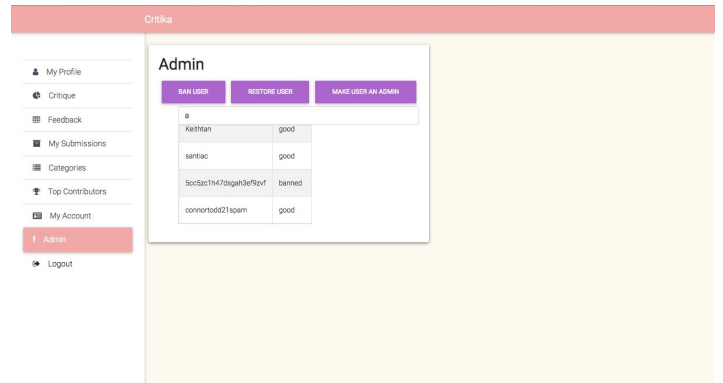 Critika
My Profile
Critique
Feedback
My Submissions
Categories
Top Contributors
My Account
Admin
Logout
Admin
BAN USER RESTORE USER MAKE USER AN ADMIN
a
Keithtan good
santiac good
5cc5zc1h47dsgah3ef9zvf banned
connortodd21spam good